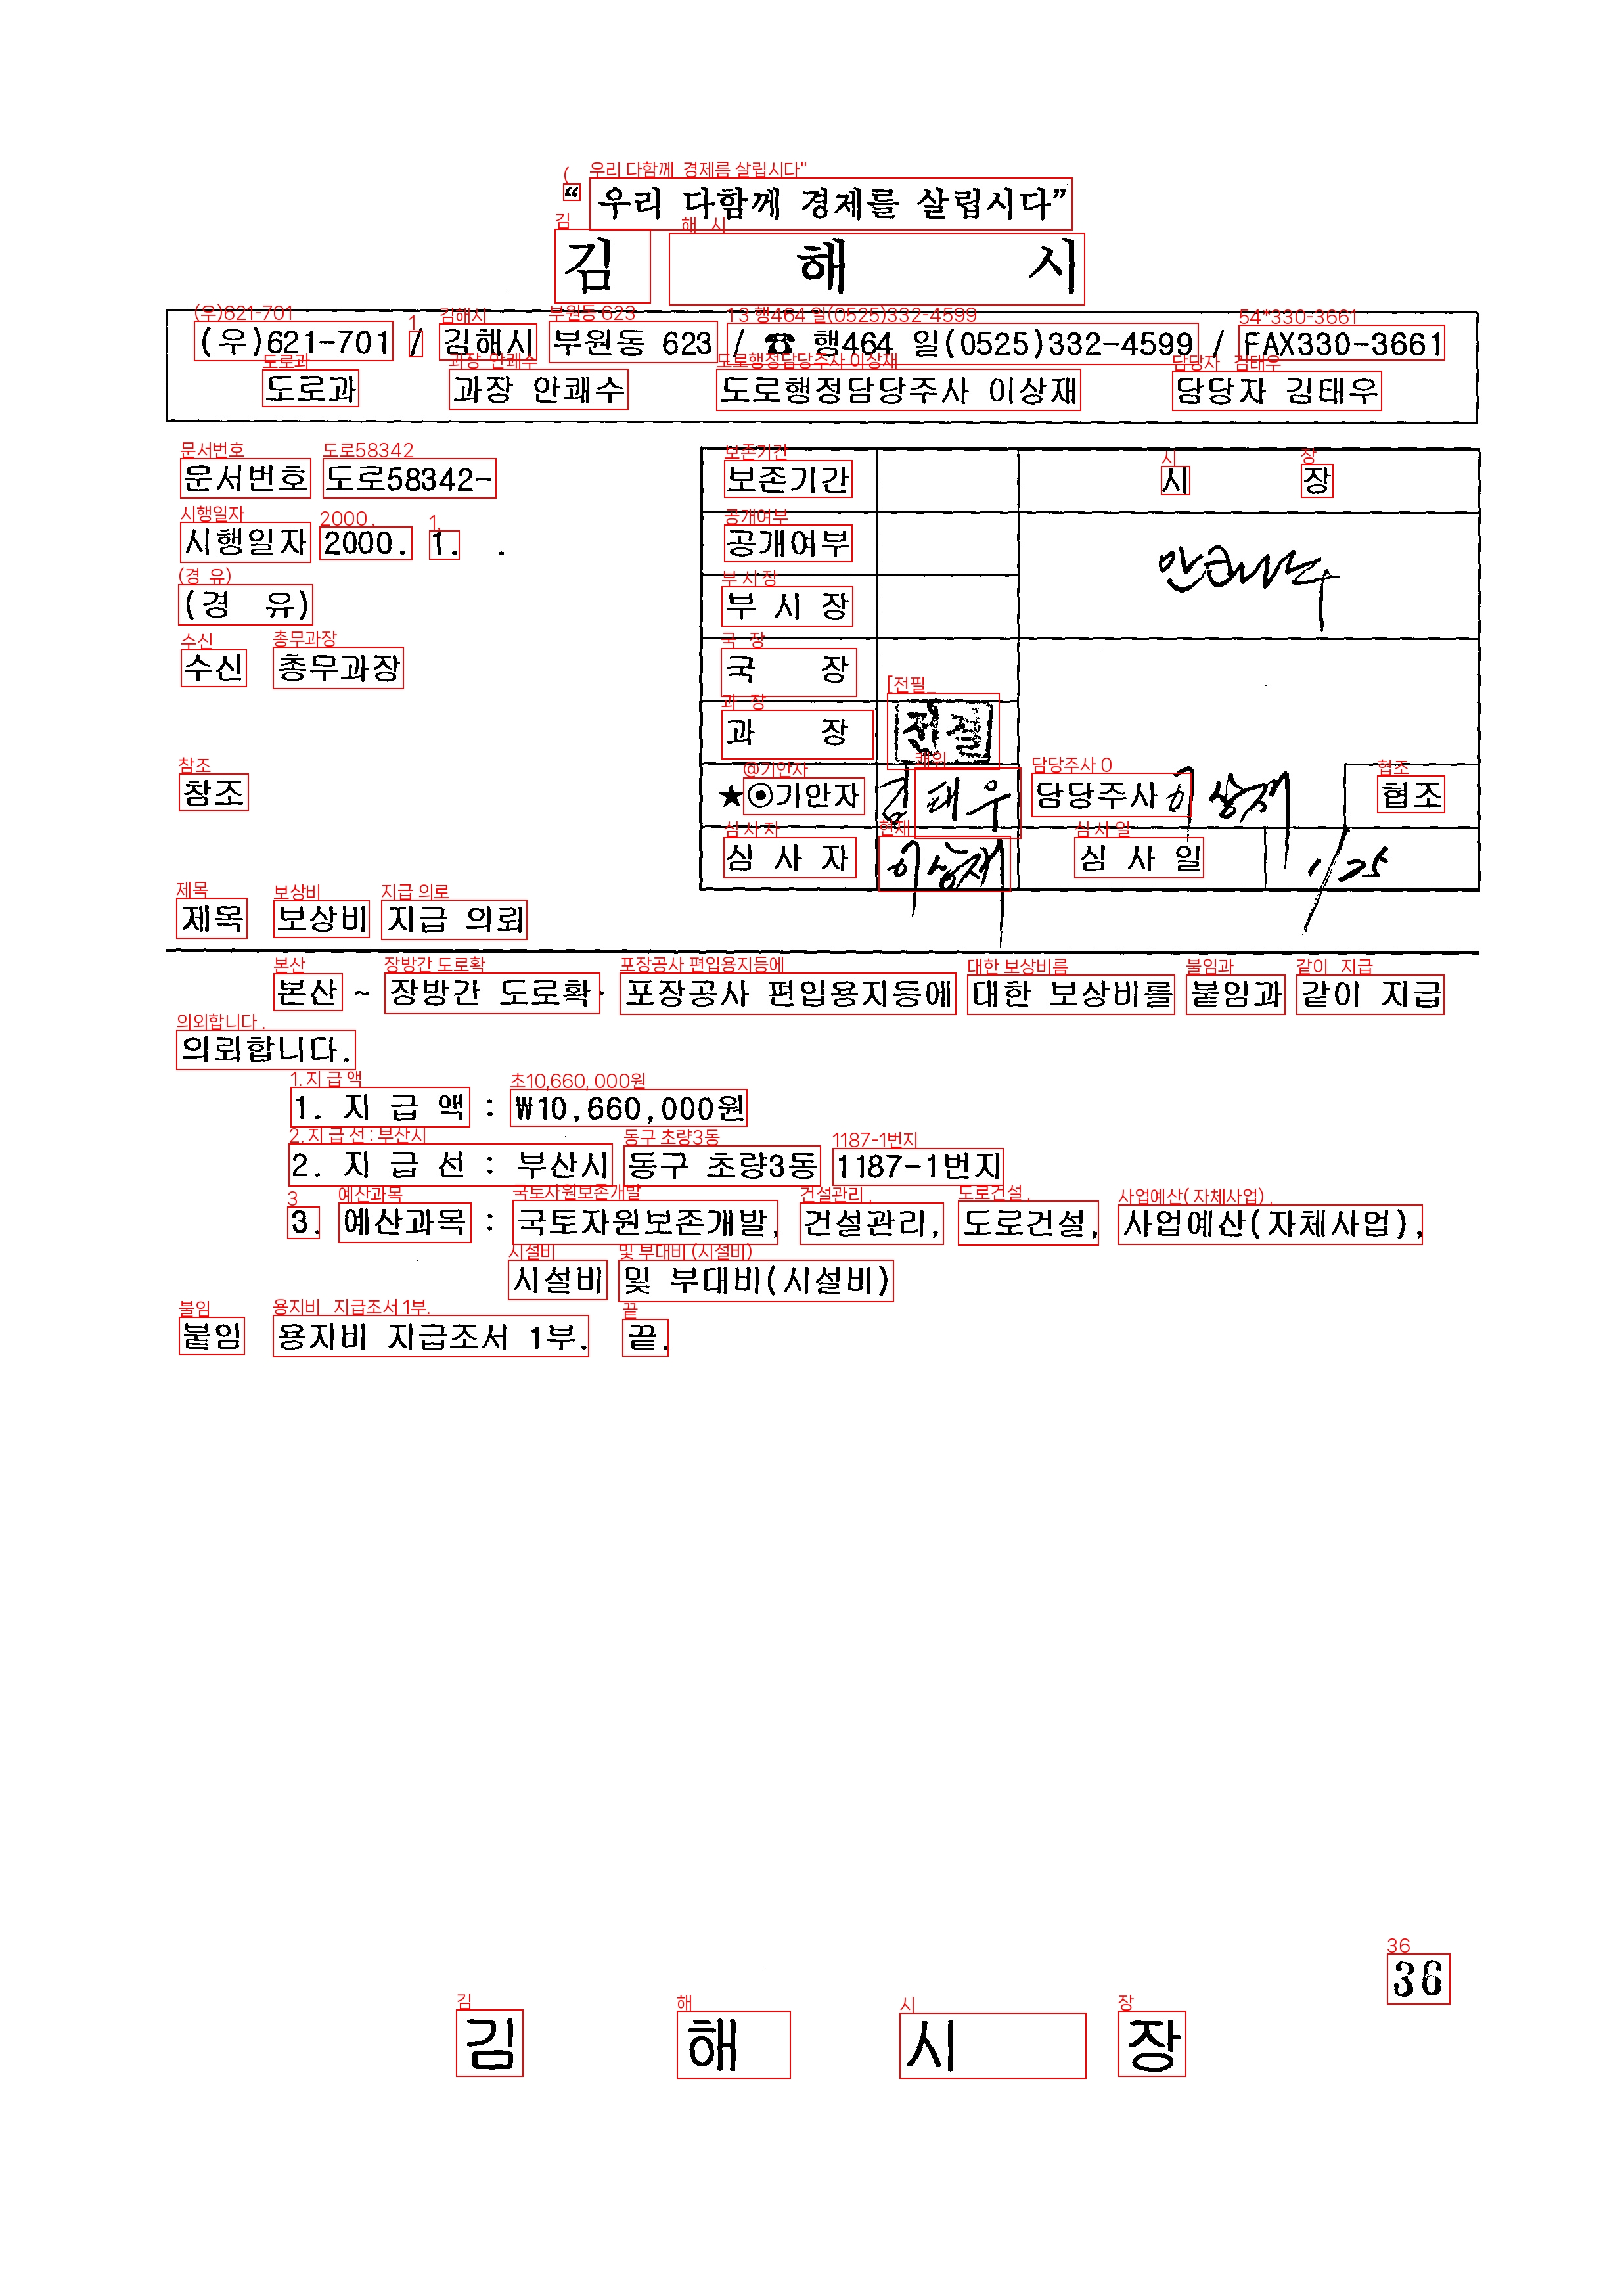 “ 우리 다함께 경제를 살립시다”
김 해 시
(우)621-701 / 김해시 부원동 623 / ☎ 행464 일(0525)332-4599 / FAX330-3661
도로과 과장 안쾌수 도로행정담당주사 이상재 담당자 김태우
문서번호 도로58342-
시행일자 2000. 1. .
(경 유)
수신 총무과장
참조
보존기간 시 장
공개여부 안쾌수
부 시 장
국 장
과 장 전결
★⊙기안자 김태우 담당주사 이상재 협조
심 사 자 이상재 심 사 일 1/25
제목 보상비 지급 의뢰
본산 ~ 장방간 도로확· 포장공사 편입용지등에 대한 보상비를 붙임과 같이 지급
의뢰합니다.
1. 지 급 액 : ₩10,660,000원
2. 지 급 선 : 부산시 동구 초량3동 1187-1번지
3. 예산과목 : 국토자원보존개발, 건설관리, 도로건설, 사업예산(자체사업),
시설비 및 부대비(시설비)
붙임 용지비 지급조서 1부. 끝.
36
김 해 시 장